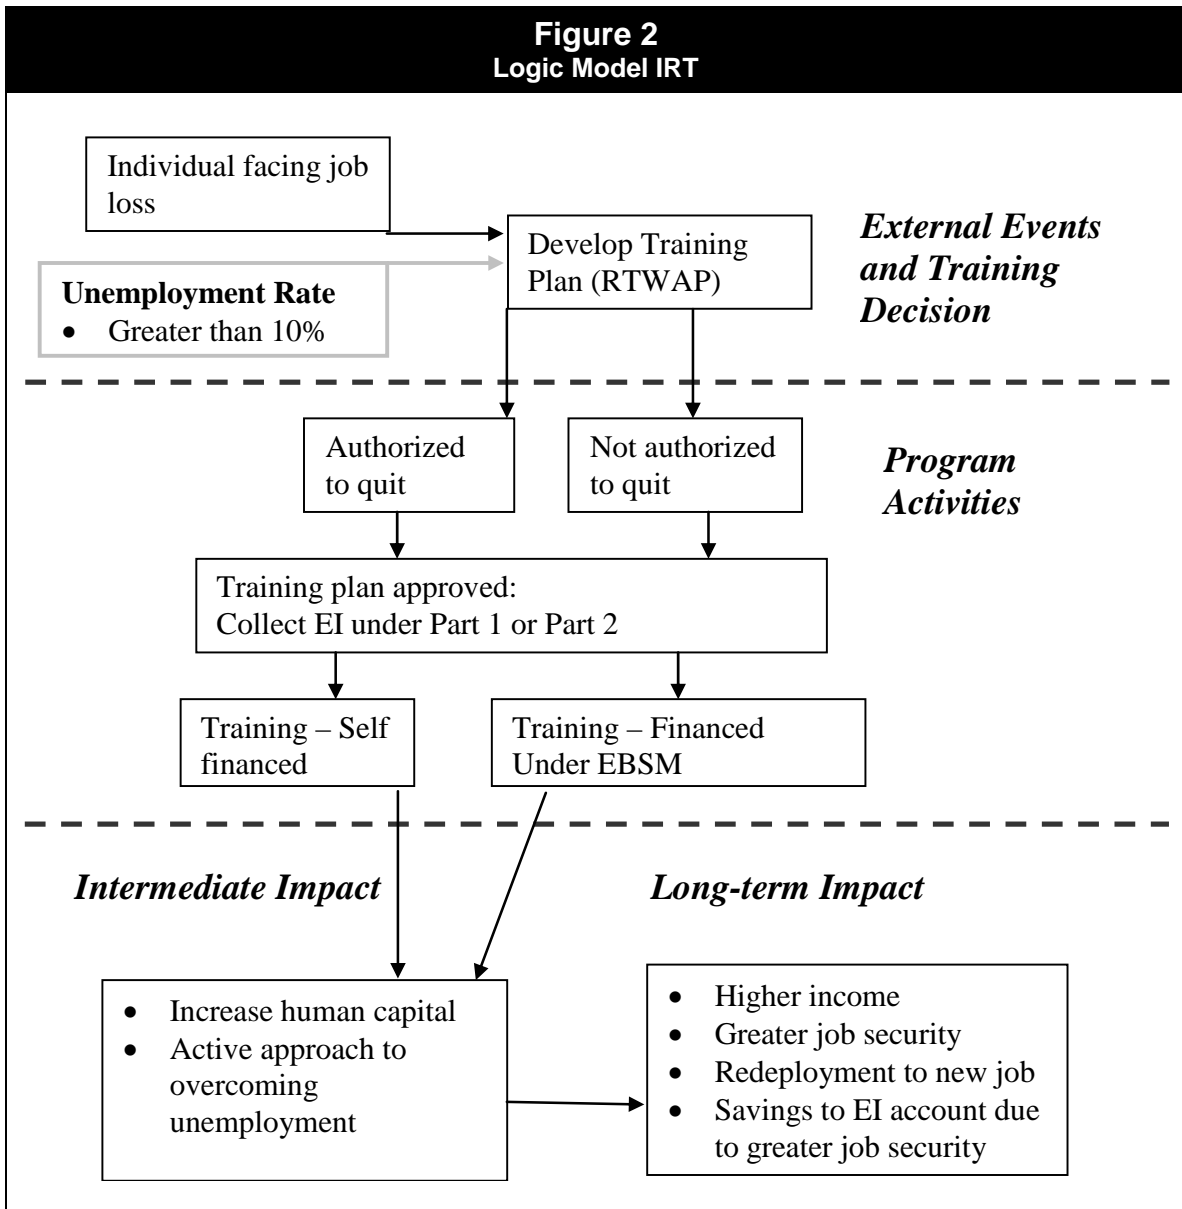 Figure 2
Logic Model IRT
Individual facing job
loss
Unemployment Rate
• Greater than 10%
Develop Training
Plan (RTWAP)
External Events
and Training
Decision
Authorized
to quit
Not authorized
to quit
Program
Activities
Training plan approved:
Collect EI under Part 1 or Part 2
Training – Self
financed
Training – Financed
Under EBSM
Intermediate Impact
Long-term Impact
• Increase human capital
• Active approach to
overcoming
unemployment
• Higher income
• Greater job security
• Redeployment to new job
• Savings to EI account due
to greater job security